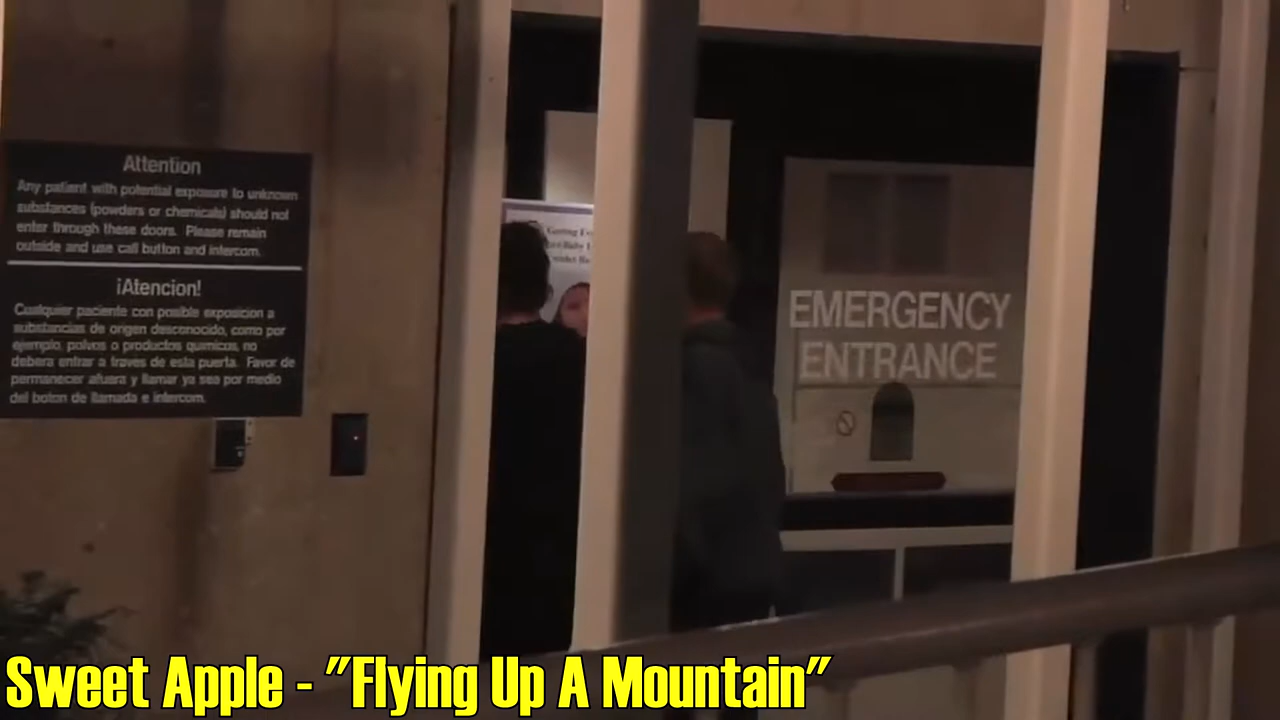 Attention
Any patient with potential exposure to unknown
substances (powders or chemicals) should not
enter through these doors. Please remain
outside and use call button and intercom.
¡Atencion!
Cualquier paciente con posible exposicion a
substancias de origen desconocido, como por
ejemplo, polvos o productos quimicos, no
debera entrar a traves de esta puerta. Favor de
permanecer afuera y llamar ya sea por medio
del boton de llamada e intercom.
EMERGENCY
ENTRANCE
Sweet Apple - "Flying Up A Mountain"